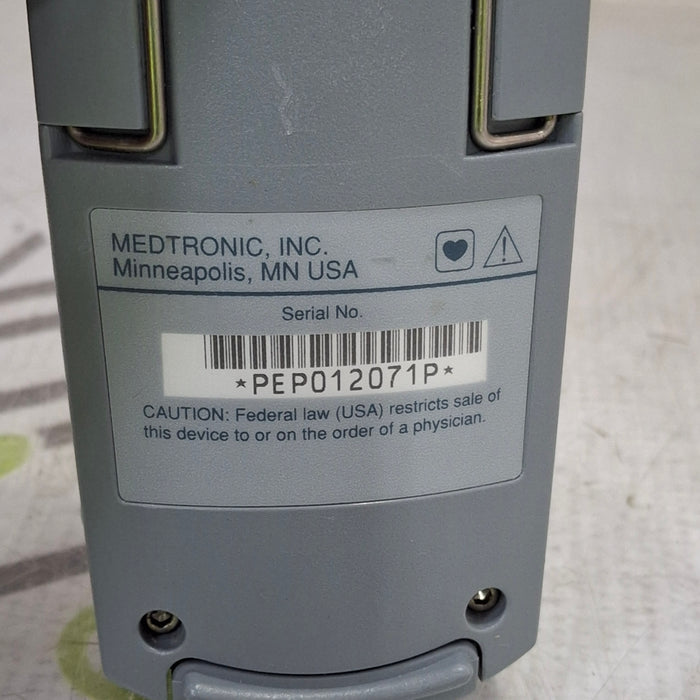 MEDTRONIC, INC.
Minneapolis, MN USA
Serial No.
*PEP012071P*
CAUTION: Federal law (USA) restricts sale of
this device to or on the order of a physician.